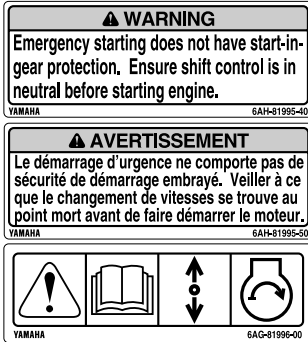 WARNING
Emergency starting does not have start-in-
gear protection. Ensure shift control is in
neutral before starting engine.
YAMAHA 6AH-81995-40
AVERTISSEMENT
Le démarrage d'urgence ne comporte pas de
sécurité de démarrage embrayé. Veiller à ce
que le changement de vitesses se trouve au
point mort avant de faire démarrer le moteur.
YAMAHA 6AH-81995-50
YAMAHA 6AG-81996-00